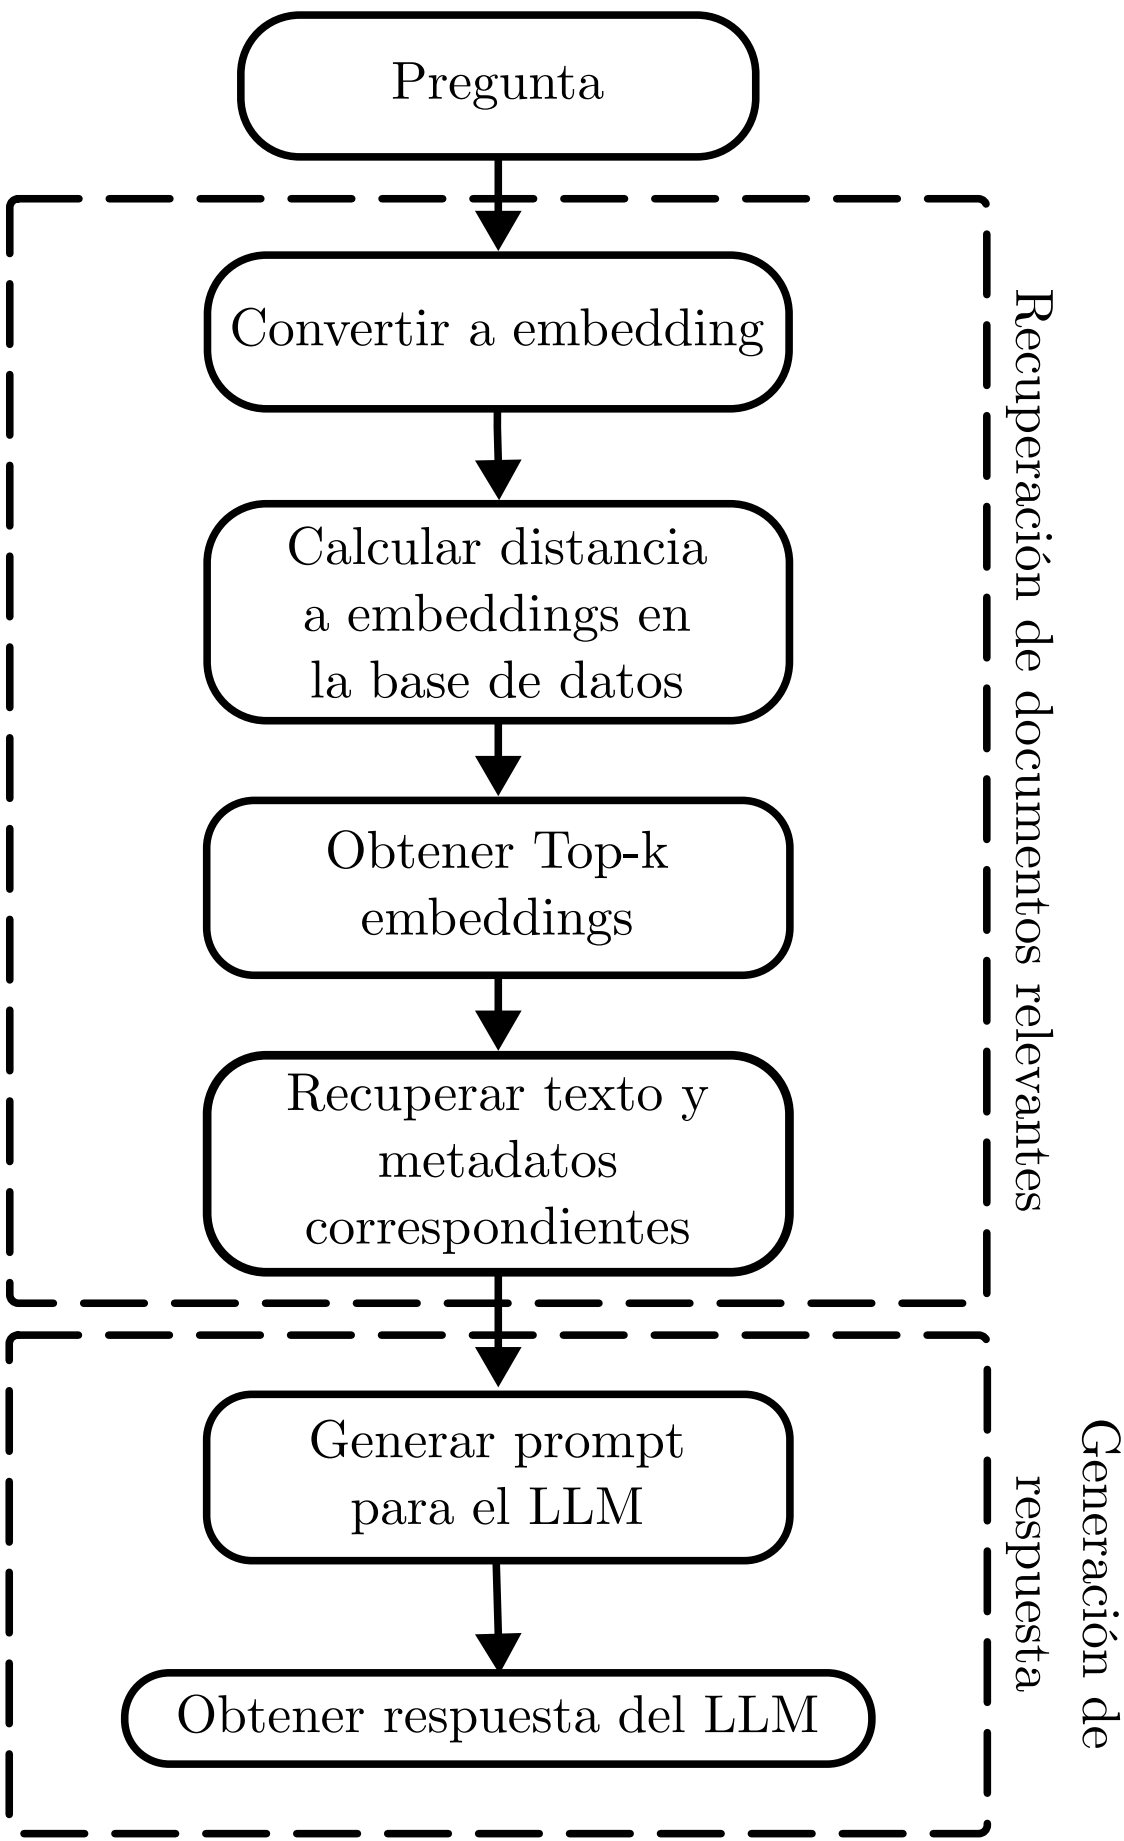 Pregunta
Convertir a embedding
Calcular distancia
a embeddings en
la base de datos
Obtener Top-k
embeddings
Recuperar texto y
metadatos
correspondientes
Recuperación de documentos relevantes
Generar prompt
para el LLM
Obtener respuesta del LLM
Generación de
respuesta